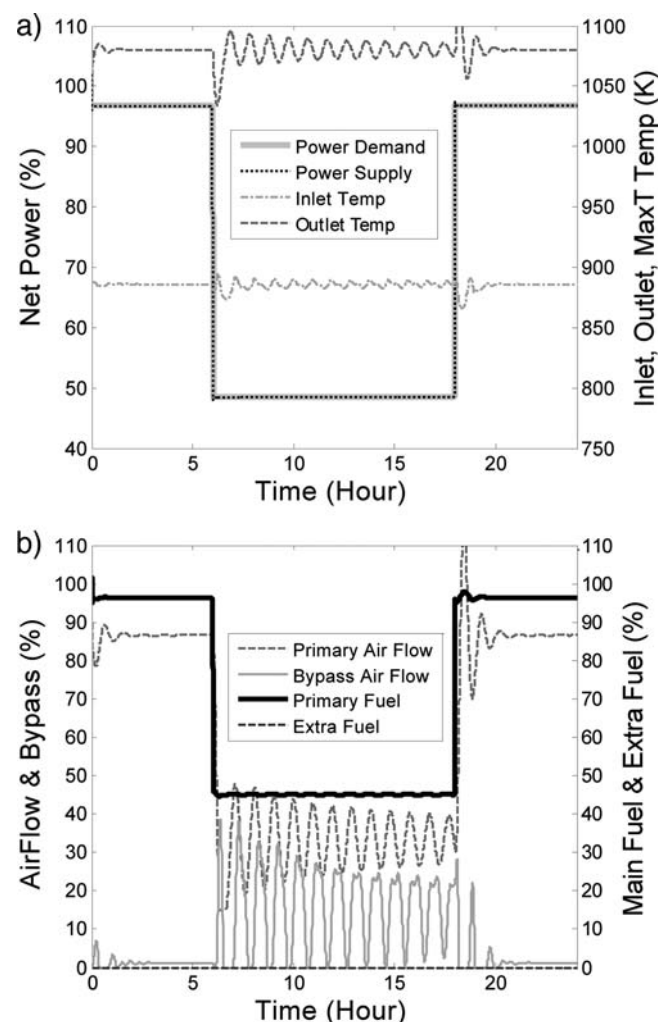 a)
110
100
90
80
70
60
50
40
Net Power (%)
1100
1050
1000
950
900
850
800
750
Inlet, Outlet, MaxT Temp (K)
Power Demand
Power Supply
Inlet Temp
Outlet Temp
0 5 10 15 20
Time (Hour)
b)
110
100
90
80
70
60
50
40
30
20
10
0
AirFlow & Bypass (%)
110
100
90
80
70
60
50
40
30
20
10
0
Main Fuel & Extra Fuel (%)
Primary Air Flow
Bypass Air Flow
Primary Fuel
Extra Fuel
0 5 10 15 20
Time (Hour)